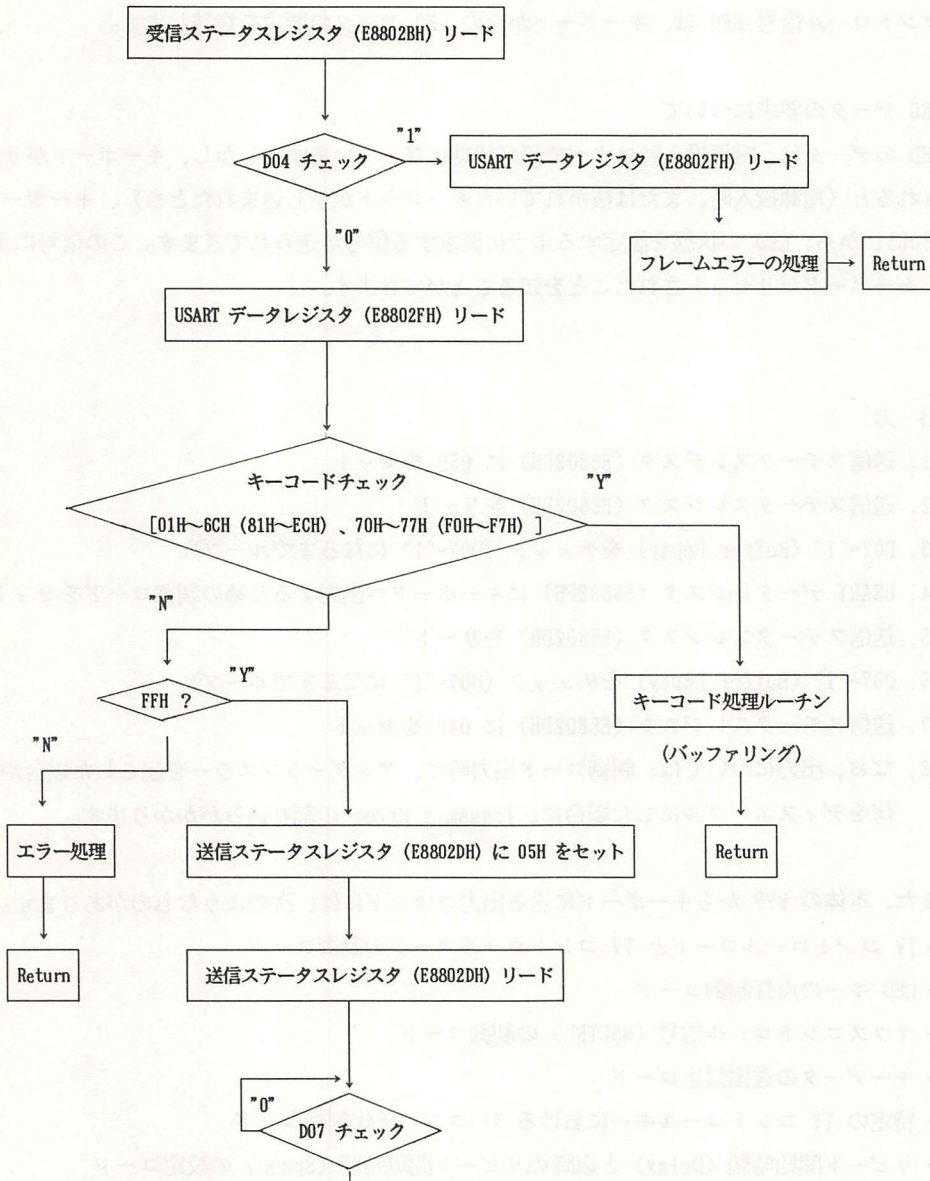 受信ステータスレジスタ (E8802BH) リード
"1"
D04 チェック
USART データレジスタ (E8802FH) リード
"0"
フレームエラーの処理
Return
USART データレジスタ (E8802FH) リード
キーコードチェック
"Y"
[01H～6CH (81H～ECH) 、70H～77H (F0H～F7H) ]
"N"
"Y"
FFH ?
キーコード処理ルーチン
"N"
(バッファリング)
エラー処理
送信ステータスレジスタ (E8802DH) に 05H をセット
Return
Return
送信ステータスレジスタ (E8802DH) リード
"0"
D07 チェック